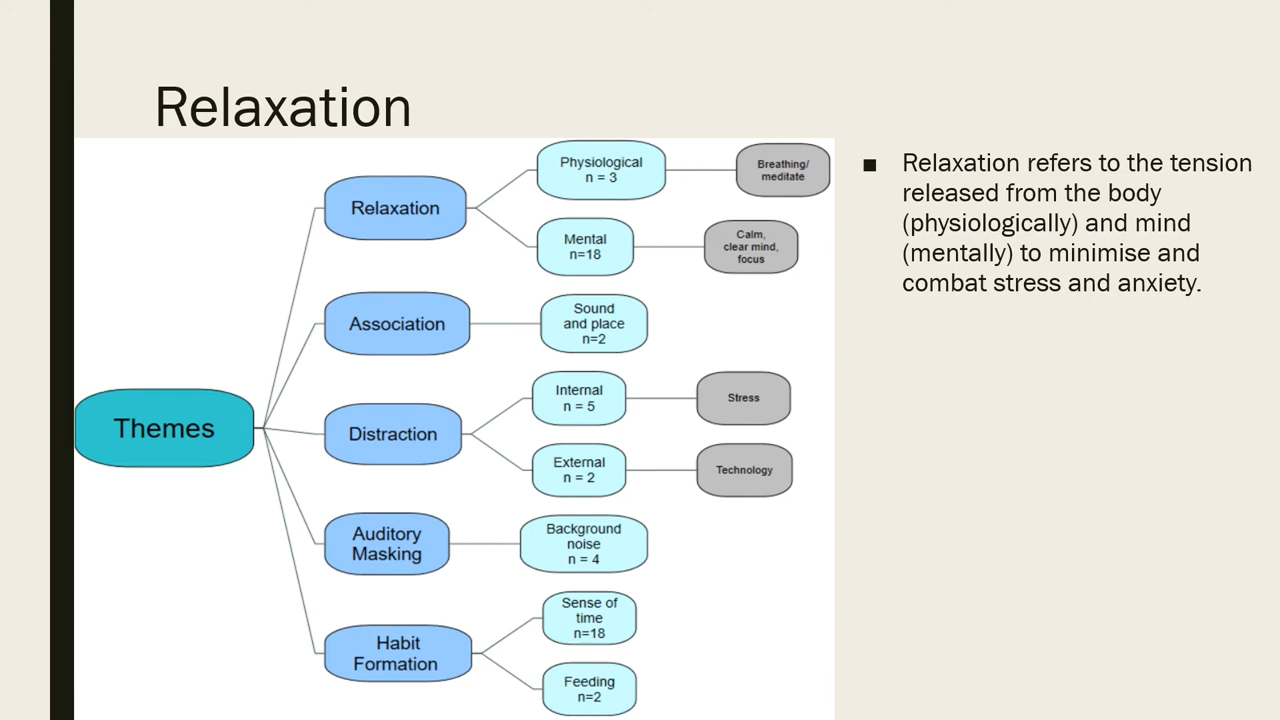 Relaxation
Relaxation
Physiological
n = 3
Breathing/
meditate
Mental
n=18
Calm,
clear mind,
focus
Association
Sound
and place
n=2
Themes
Distraction
Internal
n = 5
Stress
External
n = 2
Technology
Auditory
Masking
Background
noise
n = 4
Habit
Formation
Sense of
time
n=18
Feeding
n=2
■ Relaxation refers to the tension
released from the body
(physiologically) and mind
(mentally) to minimise and
combat stress and anxiety.